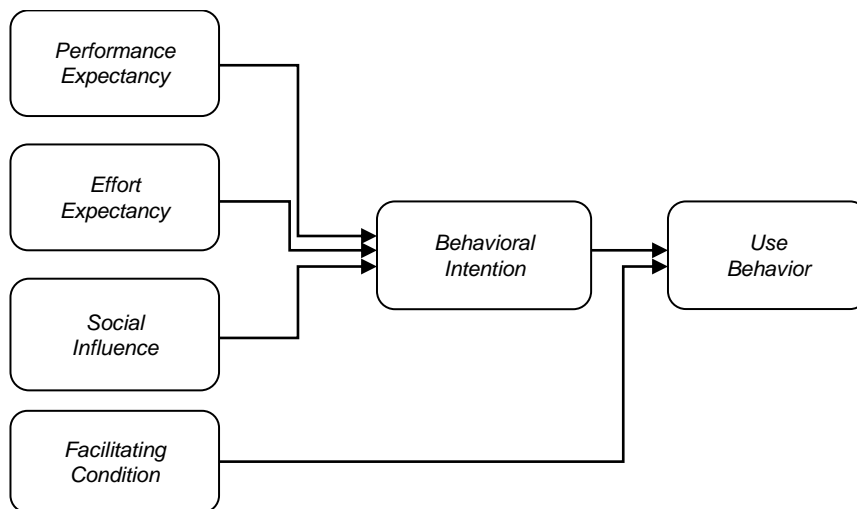 Performance
Expectancy
Effort
Expectancy
Social
Influence
Facilitating
Condition
Behavioral
Intention
Use
Behavior